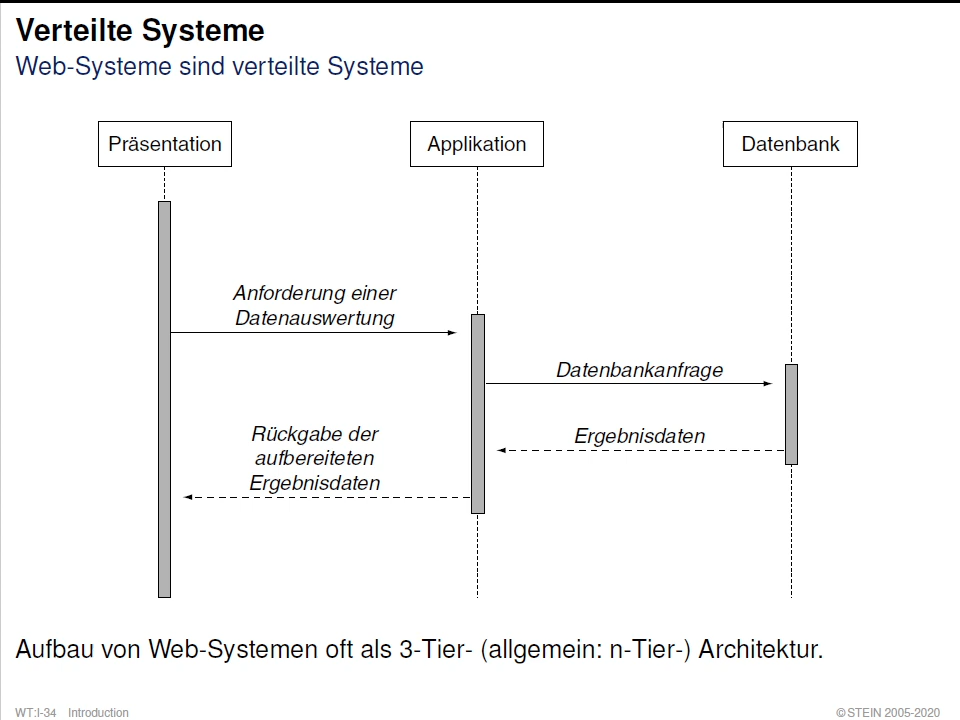 Verteilte Systeme
Web-Systeme sind verteilte Systeme
Präsentation
Applikation
Datenbank
Anforderung einer
Datenauswertung
Datenbankanfrage
Rückgabe der
aufbereiteten
Ergebnisdaten
Ergebnisdaten
Aufbau von Web-Systemen oft als 3-Tier- (allgemein: n-Tier-) Architektur.
WT:I-34 Introduction
© STEIN 2005-2020